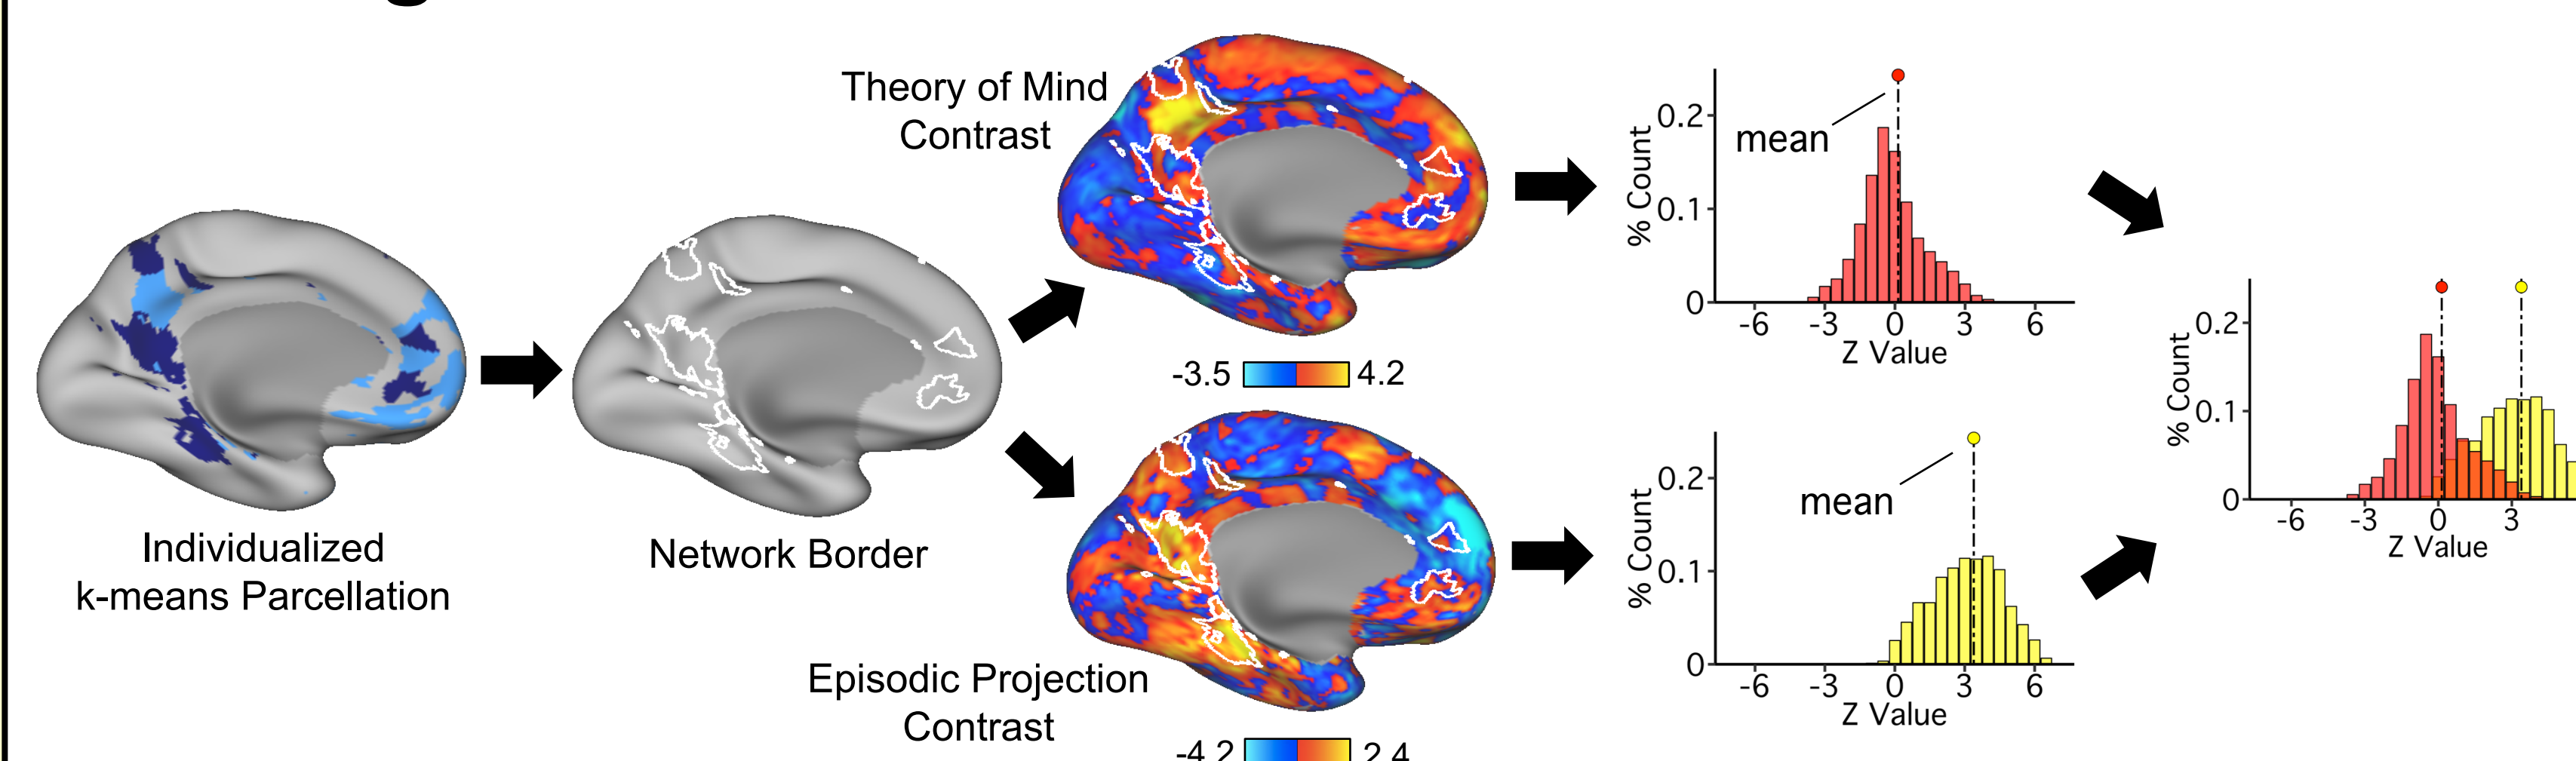 Theory of Mind
Contrast
-3.5
4.2
Individualized
k-means Parcellation
Network Border
Episodic Projection
Contrast
-4.2
2.4
mean
% Count
0.2
0.1
0
-6 -3 0 3 6
Z Value
mean
% Count
0.2
0.1
0
-6 -3 0 3 6
Z Value
% Count
0.2
0.1
0
-6 -3 0 3
Z Value